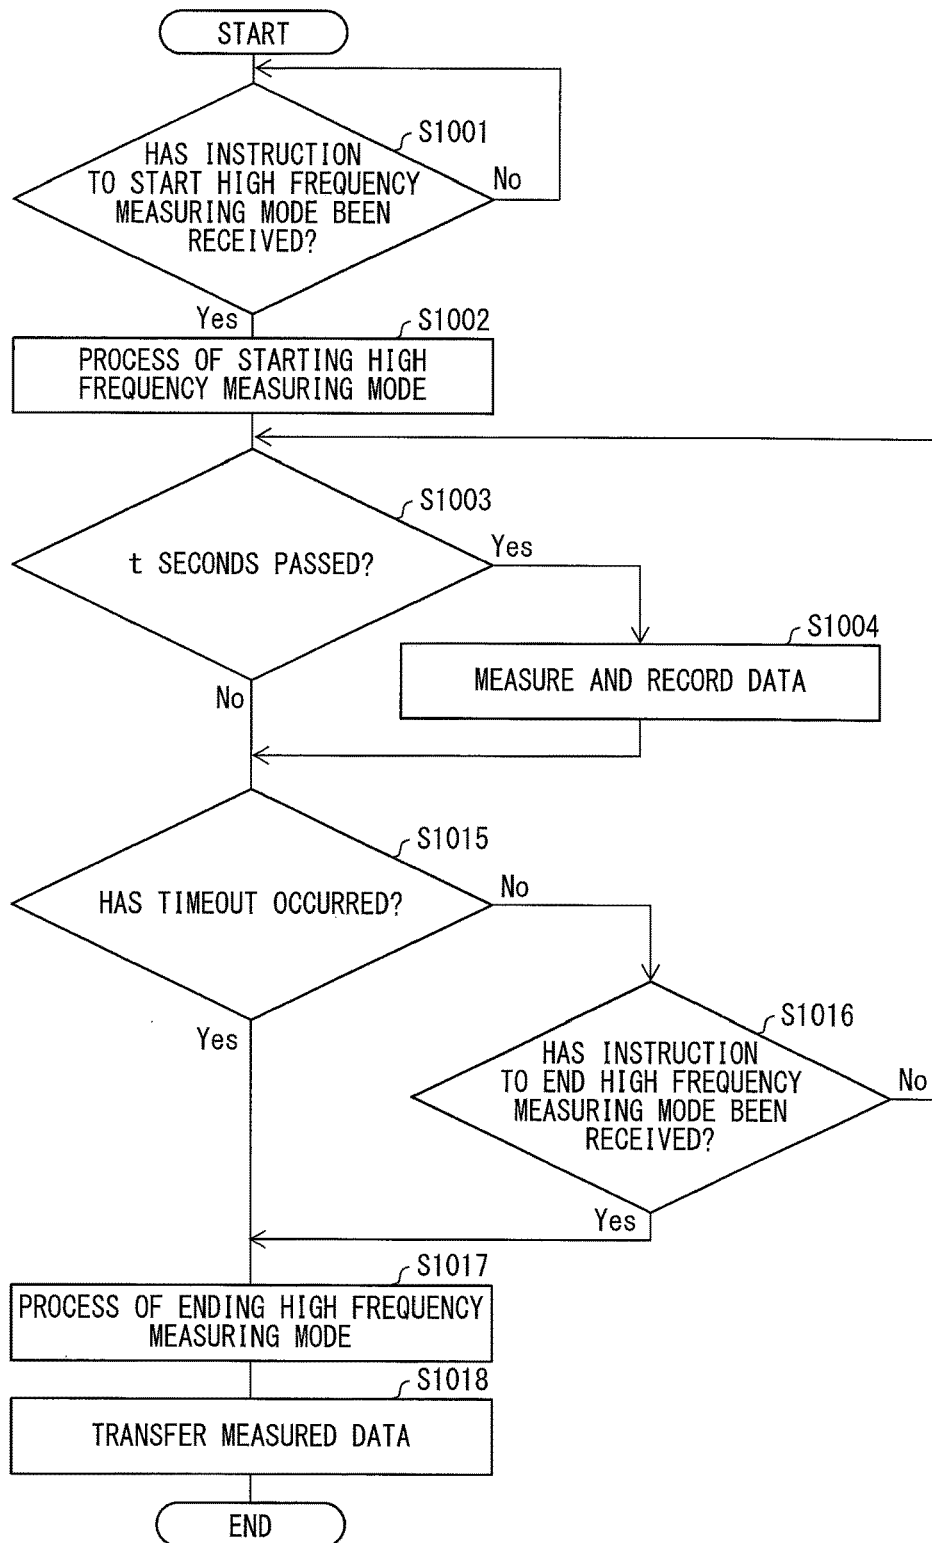 START
S1001
HAS INSTRUCTION
TO START HIGH FREQUENCY
MEASURING MODE BEEN
RECEIVED?
No
Yes
S1002
PROCESS OF STARTING HIGH
FREQUENCY MEASURING MODE
S1003
t SECONDS PASSED?
Yes
S1004
MEASURE AND RECORD DATA
No
S1015
HAS TIMEOUT OCCURRED?
No
Yes
S1016
HAS INSTRUCTION
TO END HIGH FREQUENCY
MEASURING MODE BEEN
RECEIVED?
No
Yes
S1017
PROCESS OF ENDING HIGH FREQUENCY
MEASURING MODE
S1018
TRANSFER MEASURED DATA
END